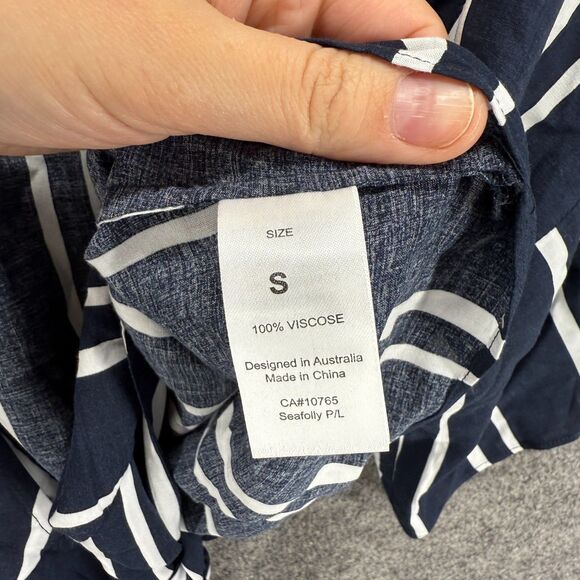 SIZE
S
100% VISCOSE
Designed in Australia
Made in China
CA#10765
Seafolly P/L